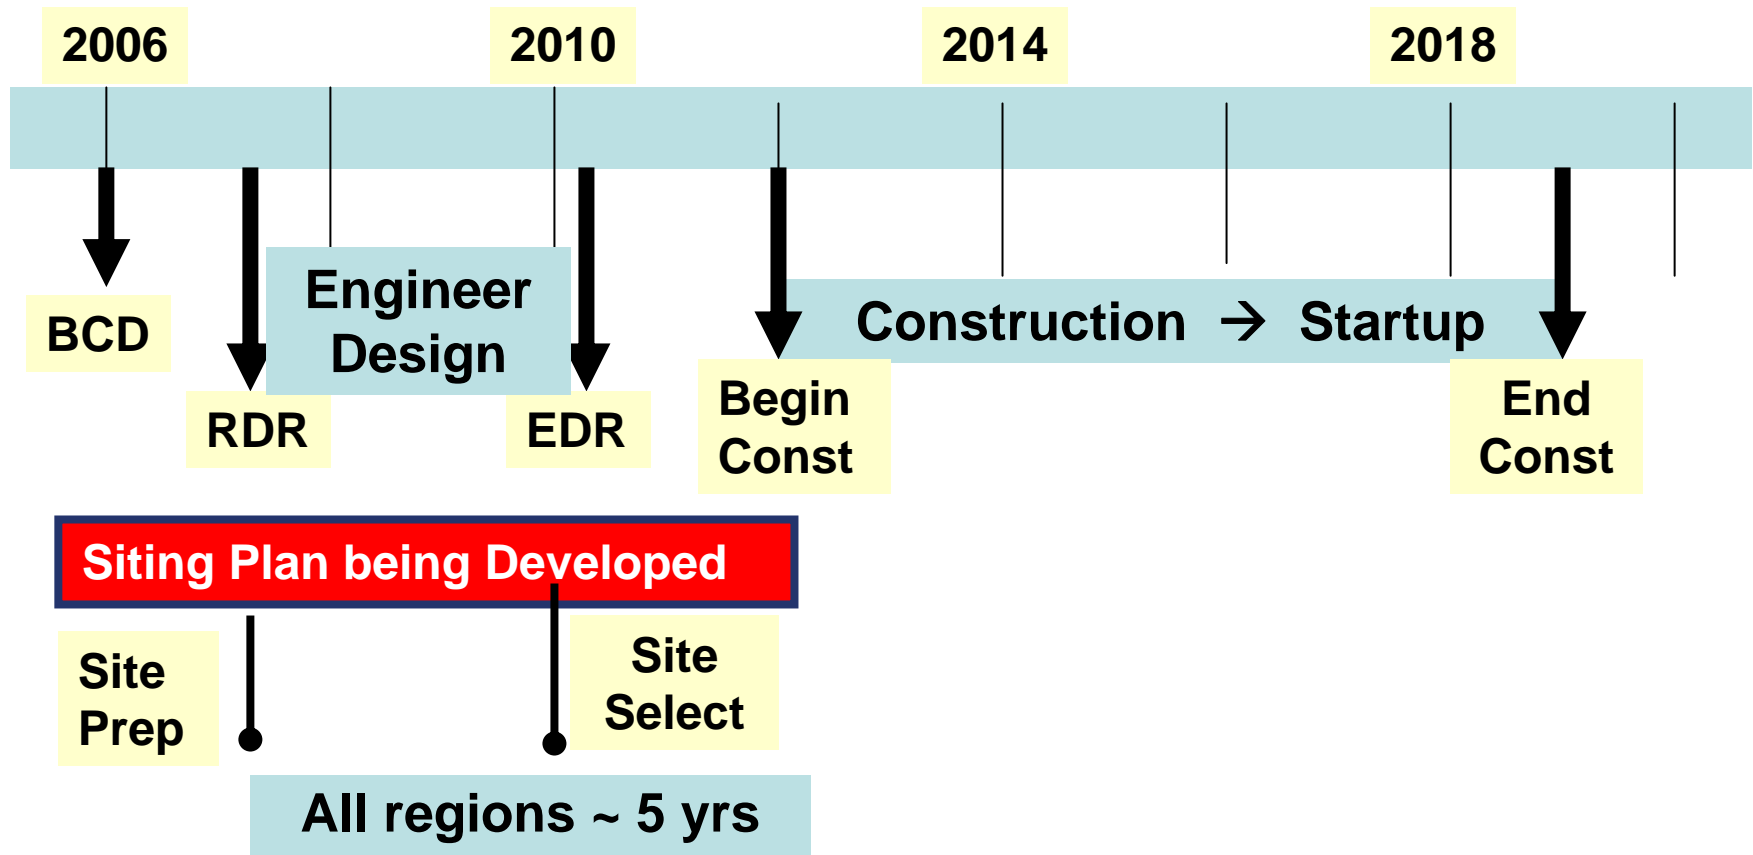 2006
2010
2014
2018
BCD
RDR
Engineer
Design
EDR
Begin
Const
Construction → Startup
End
Const
Siting Plan being Developed
Site
Prep
Site
Select
All regions ~ 5 yrs